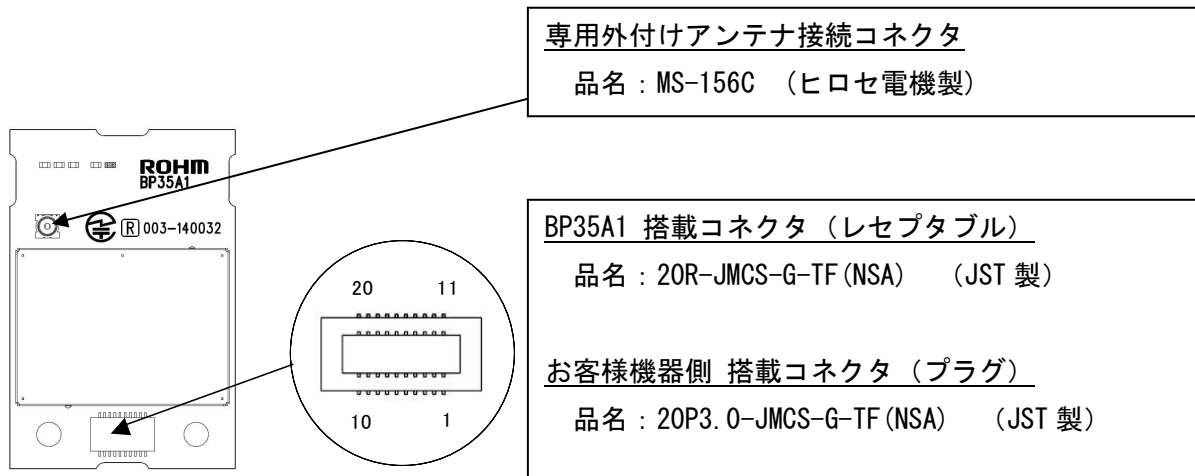 専用外付けアンテナ接続コネクタ
品名:MS-156C （ヒロセ電機製）
ROHM
BP35A1
R 003-140032
BP35A1 搭載コネクタ（レセプタブル）
品名:20R-JMCS-G-TF(NSA) （JST 製）
お客様機器側 搭載コネクタ（プラグ）
品名:20P3.0-JMCS-G-TF(NSA) （JST 製）
20 11
10 1